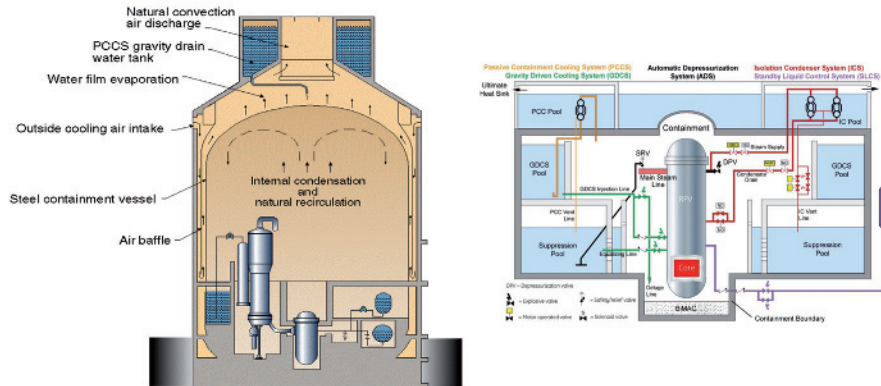 Natural convection
air discharge
PCCS gravity drain
water tank
Water film evaporation
Outside cooling air intake
Steel containment vessel
Air baffle
Internal condensation
and
natural recirculation
Passive Containment Cooling System (PCCS)
Gravity Driven Cooling System (GDCS)
Automatic Depressurization
System (ADS)
Isolation Condenser System (ICS)
Standby Liquid Control System (SLCS)
Ultimate
Heat Sink
PCC Pool
Containment
IC Pool
SRV
DPV
Steam Supply
Main Steam
Line
Condensate
Drain
GDCS
Pool
GDCS Injection Line
GDCS
Pool
RPV
PCC Vent
Line
IC Vent
Line
Suppression
Pool
Equalizing Line
Suppression
Pool
Core
DPV = Depressurization valve
= Explosive valve
= Safety/relief valve
= Motor operated valve
= Solenoid valve
Deluge
Line
BiMAC
Containment Boundary